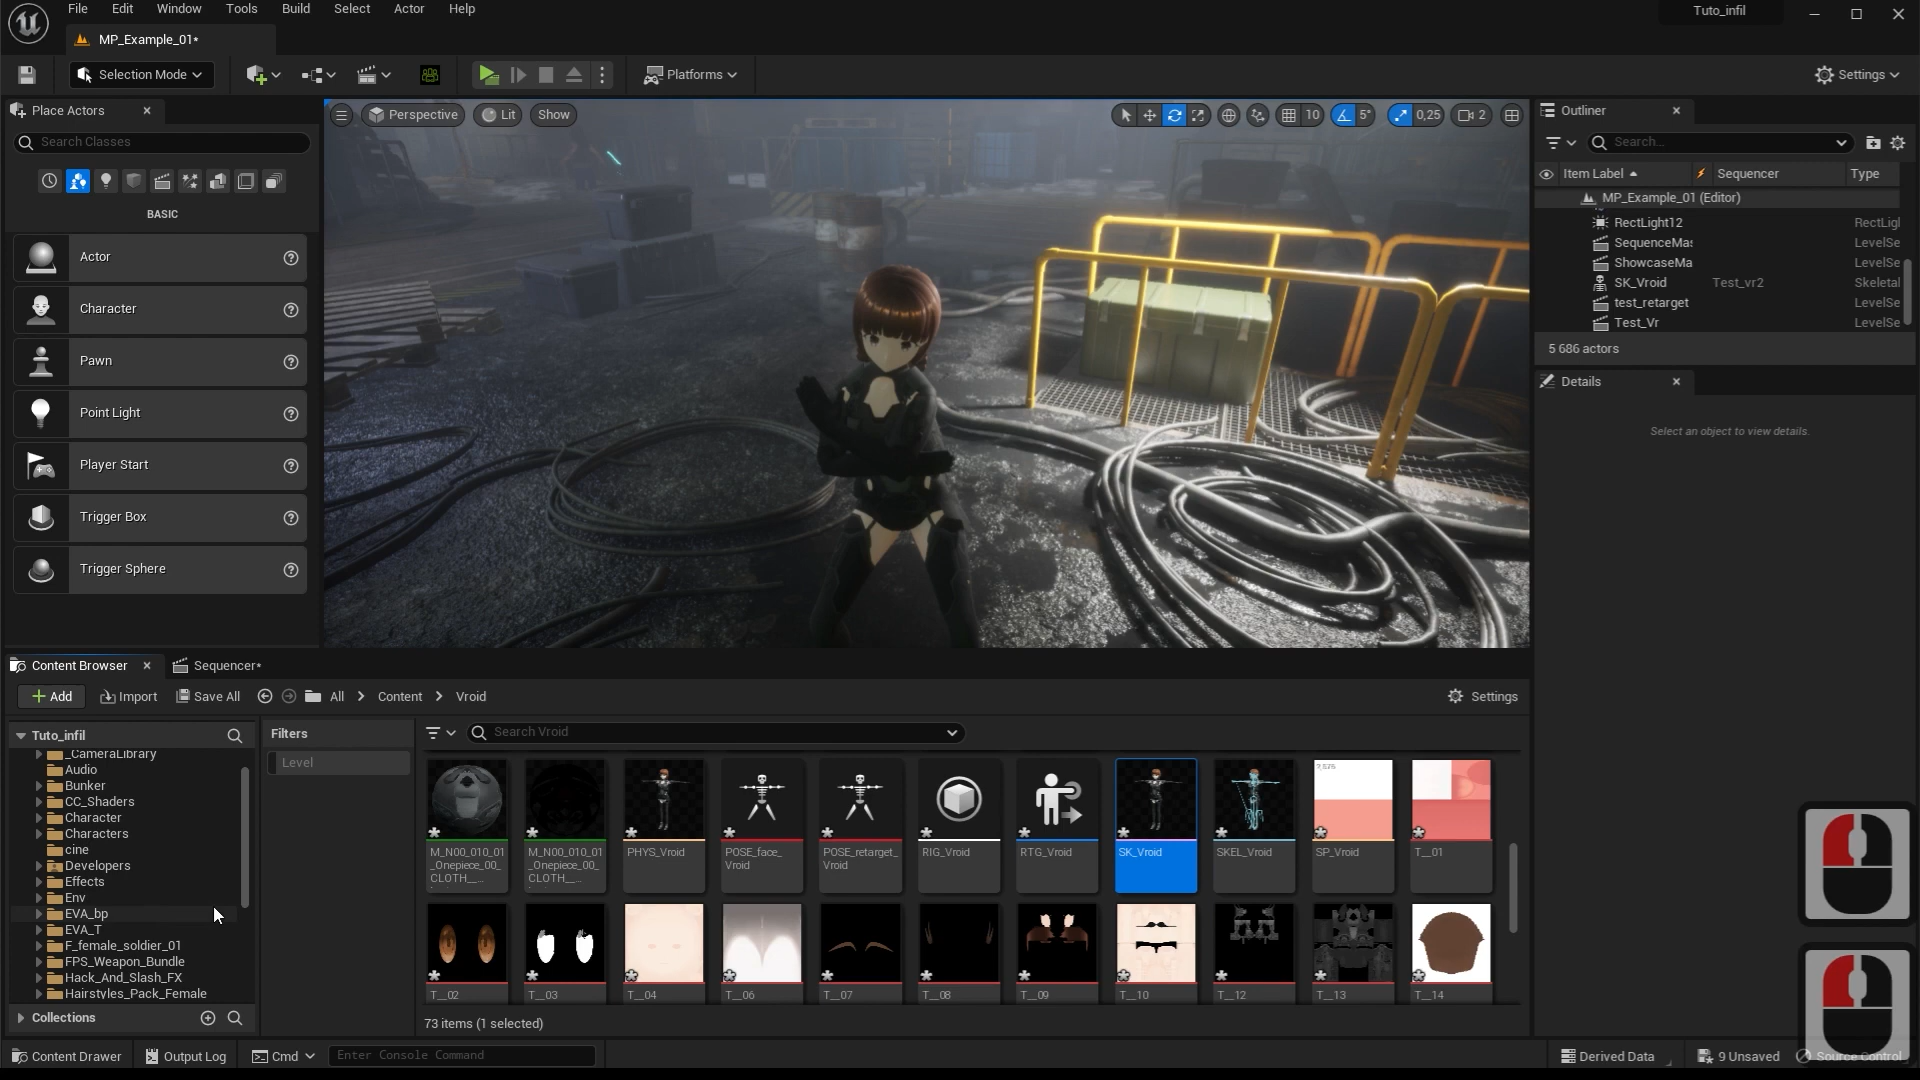 File Edit Window Tools Build Select Actor Help
Tuto_infil
MP_Example_01*
Selection Mode
Platforms
Settings
Place Actors
Search Classes
BASIC
Actor
Character
Pawn
Point Light
Player Start
Trigger Box
Trigger Sphere
Perspective Lit Show
10 5° 0,25 2
Outliner
Search...
Item Label Sequencer Type
MP_Example_01 (Editor)
RectLight12 RectLigl
SequenceMas LevelSe
ShowcaseMa LevelSe
SK_Vroid Test_vr2 Skeletal
test_retarget LevelSe
Test_Vr LevelSe
5 686 actors
Details
Select an object to view details.
Content Browser Sequencer*
Add Import Save All All Content Vroid Settings
Tuto_infil
_CameraLibrary
Audio
Bunker
CC_Shaders
Character
Characters
cine
Developers
Effects
Env
EVA_bp
EVA_T
F_female_soldier_01
FPS_Weapon_Bundle
Hack_And_Slash_FX
Hairstyles_Pack_Female
Collections
Filters
Level
Search Vroid
M_N00_010_01
_Onepiece_00_
CLOTH__...
M_N00_010_01
_Onepiece_00_
CLOTH__...
PHYS_Vroid
POSE_face_
Vroid
POSE_retarget_
Vroid
RIG_Vroid
RTG_Vroid
SK_Vroid
SKEL_Vroid
SP_Vroid
T__01
T__02
T__03
T__04
T__06
T__07
T__08
T__09
T__10
T__12
T__13
T__14
73 items (1 selected)
Content Drawer Output Log Cmd Enter Console Command
Derived Data 9 Unsaved Source Control